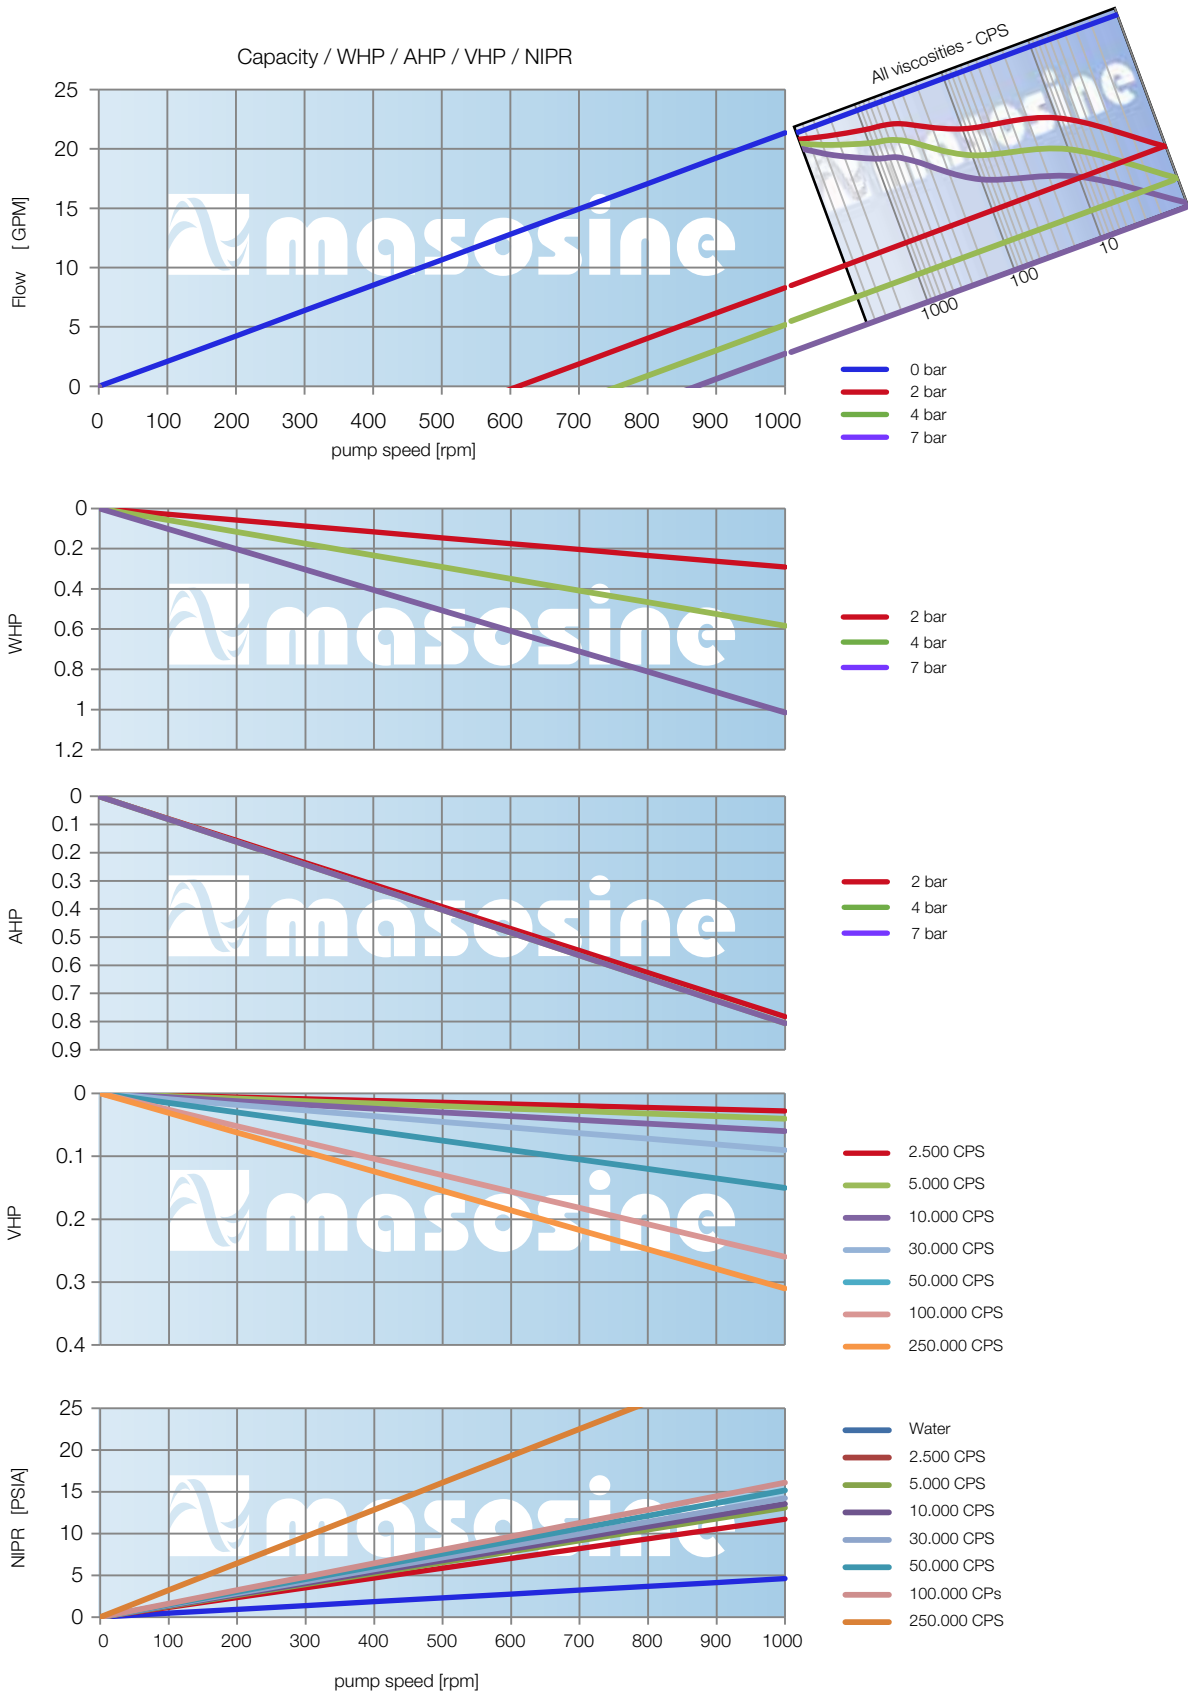 Capacity / WHP / AHP / VHP / NIPR
All viscosities - CPS
25
20
15
10
5
0
Flow [ GPM]
masosine
masosine
1000
100
10
0 100 200 300 400 500 600 700 800 900 1000
pump speed [rpm]
0 bar
2 bar
4 bar
7 bar
0
0.2
0.4
0.6
0.8
1
1.2
WHP
masosine
2 bar
4 bar
7 bar
0
0.1
0.2
0.3
0.4
0.5
0.6
0.7
0.8
0.9
AHP
masosine
2 bar
4 bar
7 bar
0
0.1
0.2
0.3
0.4
VHP
masosine
2.500 CPS
5.000 CPS
10.000 CPS
30.000 CPS
50.000 CPS
100.000 CPS
250.000 CPS
25
20
15
10
5
0
NIPR [PSIA]
masosine
Water
2.500 CPS
5.000 CPS
10.000 CPS
30.000 CPS
50.000 CPS
100.000 CPs
250.000 CPS
0 100 200 300 400 500 600 700 800 900 1000
pump speed [rpm]